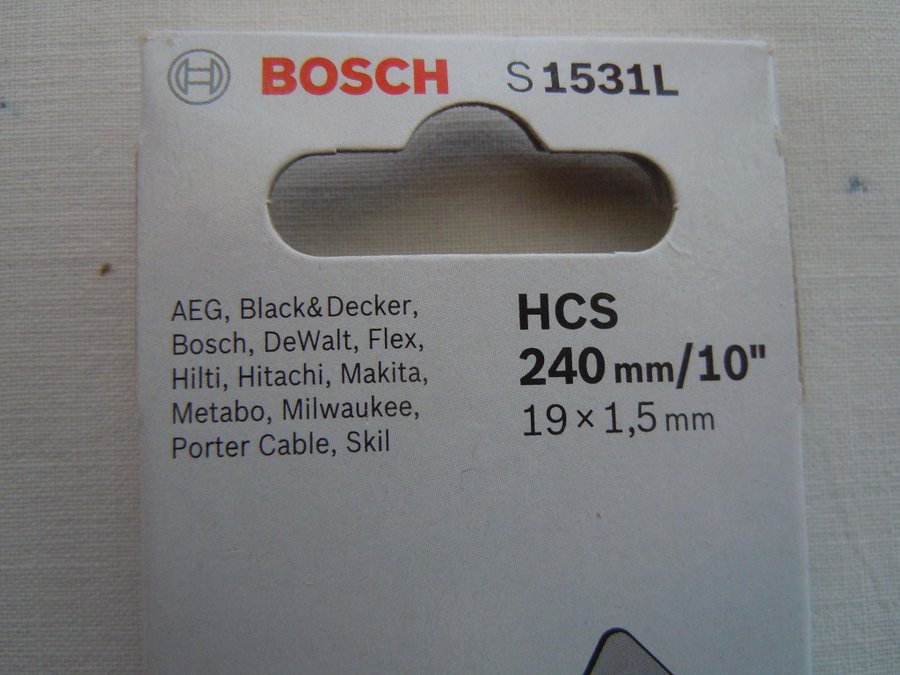 BOSCH S 1531L
AEG, Black&Decker,
Bosch, DeWalt, Flex,
Hilti, Hitachi, Makita,
Metabo, Milwaukee,
Porter Cable, Skil
HCS
240 mm/10"
19 × 1,5 mm